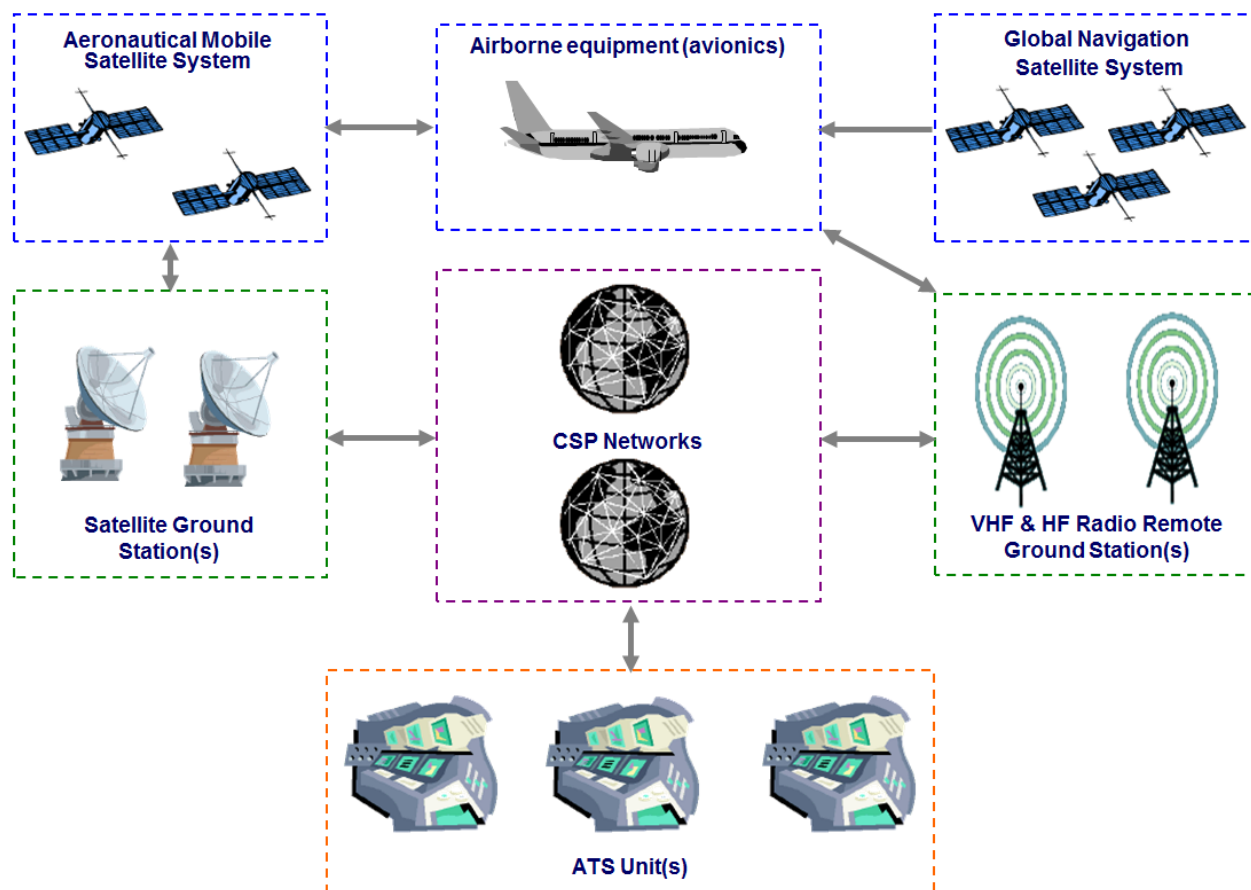 Aeronautical Mobile
Satellite System
Airborne equipment (avionics)
Global Navigation
Satellite System
CSP Networks
Satellite Ground
Station(s)
VHF & HF Radio Remote
Ground Station(s)
ATS Unit(s)